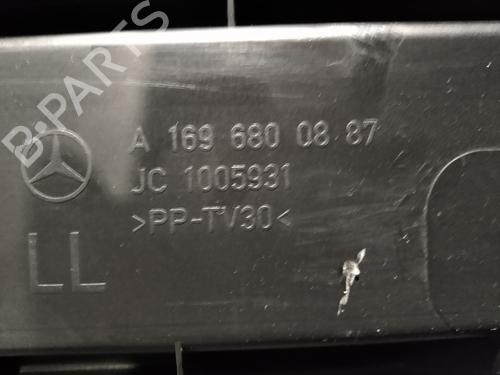 B-PARTS
A 169 680 08 87
JC 1005931
>PP-TV30<
LL